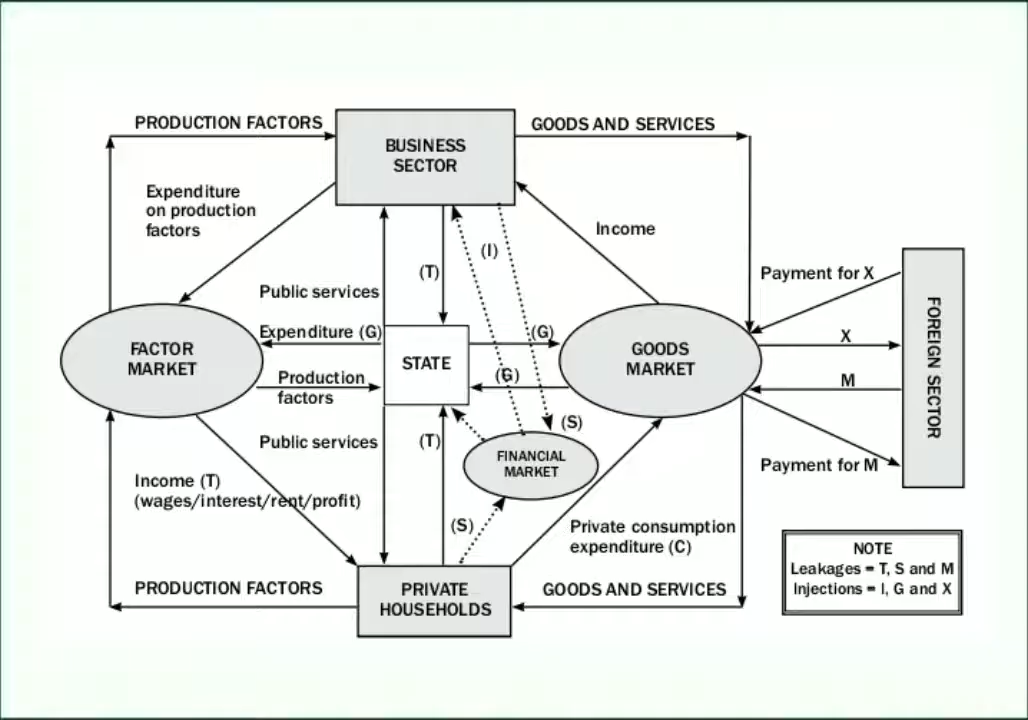 PRODUCTION FACTORS
BUSINESS
SECTOR
GOODS AND SERVICES
Expenditure
on production
factors
Income
(I)
(T)
Payment for X
Public services
FACTOR
MARKET
Expenditure (G)
STATE
(G)
GOODS
MARKET
X
FOREIGN SECTOR
Production
factors
(G)
M
Public services
(T)
(S)
FINANCIAL
MARKET
Payment for M
Income (T)
(wages/interest/rent/profit)
(S)
Private consumption
expenditure (C)
NOTE
Leakages = T, S and M
Injections = I, G and X
PRODUCTION FACTORS
PRIVATE
HOUSEHOLDS
GOODS AND SERVICES